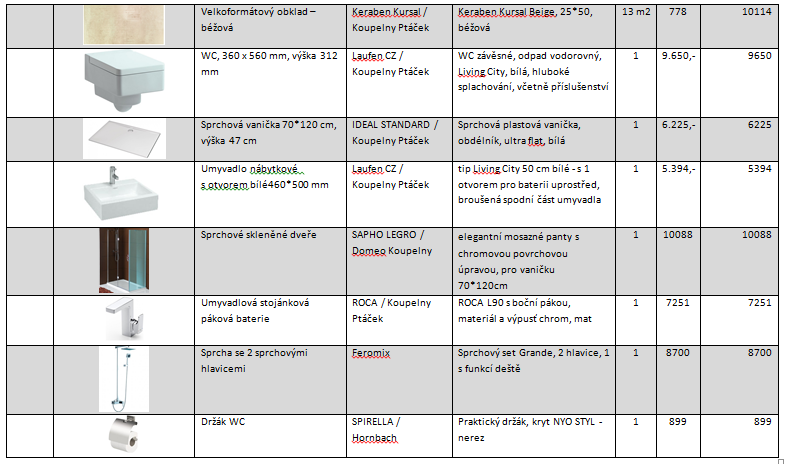 Velkoformátový obklad – Keraben Kursal / Keraben Kursal Beige, 25*50, 13 m2 778 10114
béžová Koupelny Ptáček béžová
WC, 360 x 560 mm, výška 312 Laufen CZ / WC závěsné, odpad vodorovný, 1 9.650,- 9650
mm Koupelny Ptáček Living City, bílá, hluboké
splachování, včetně příslušenství
Sprchová vanička 70*120 cm, IDEAL STANDARD / Sprchová plastová vanička, 1 6.225,- 6225
výška 47 cm Koupelny Ptáček obdélník, ultra flat, bílá
Umyvadlo nábytkové Laufen CZ / tip Living City 50 cm bílé - s 1 1 5.394,- 5394
s otvorem bílé460*500 mm Koupelny Ptáček otvorem pro baterii uprostřed,
broušená spodní část umyvadla
Sprchové skleněné dveře SAPHO LEGRO / elegantní mosazné panty s 1 10088 10088
Domeo Koupelny chromovou povrchovou
úpravou, pro vaničku
70*120cm
Umyvadlová stojánková ROCA / Koupelny ROCA L90 s boční pákou, 1 7251 7251
páková baterie Ptáček materiál a výpusť chrom, mat
Sprcha se 2 sprchovými Feromix Sprchový set Grande, 2 hlavice, 1 1 8700 8700
hlavicemi s funkcí deště
Držák WC SPIRELLA / Praktický držák, kryt NYO STYL - 1 899 899
Hornbach nerez